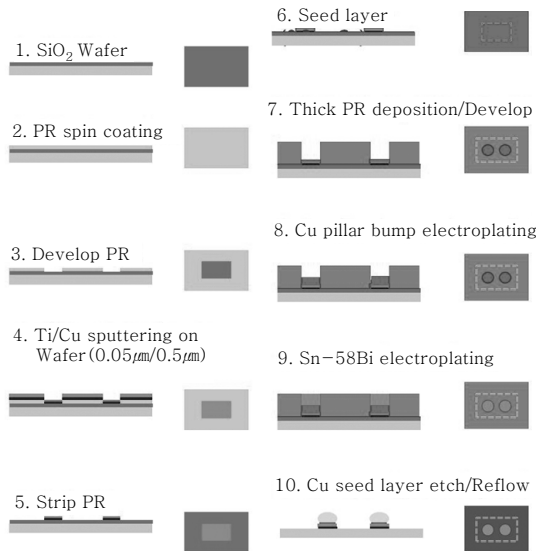 1. SiO₂ Wafer
2. PR spin coating
3. Develop PR
4. Ti/Cu sputtering on
Wafer(0.05㎛/0.5㎛)
5. Strip PR
6. Seed layer
7. Thick PR deposition/Develop
8. Cu pillar bump electroplating
9. Sn-58Bi electroplating
10. Cu seed layer etch/Reflow